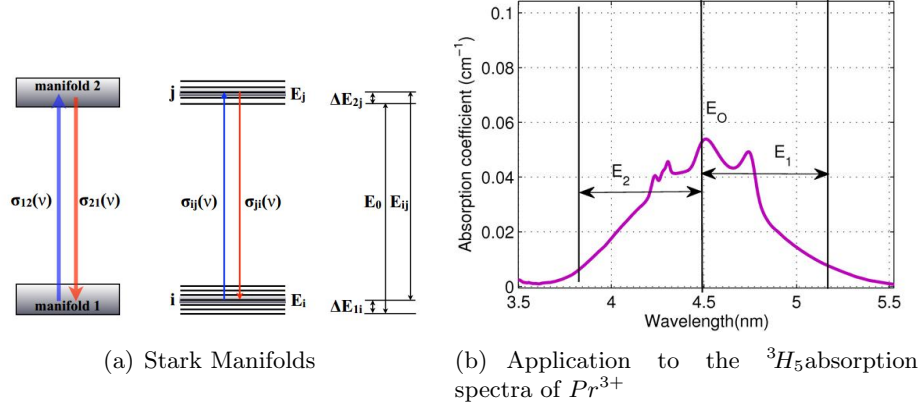 manifold 2
σ12(ν)
σ21(ν)
manifold 1
j
Ej
σij(ν)
σji(ν)
i
Ei
ΔE2j
E0
Eij
ΔE1i
(a) Stark Manifolds
Absorption coefficient (cm⁻¹)
0.1
0.08
0.06
0.04
0.02
0
EO
E1
E2
3.5
4
4.5
5
5.5
Wavelength(nm)
(b) Application to the ³H₅absorption
spectra of Pr³⁺